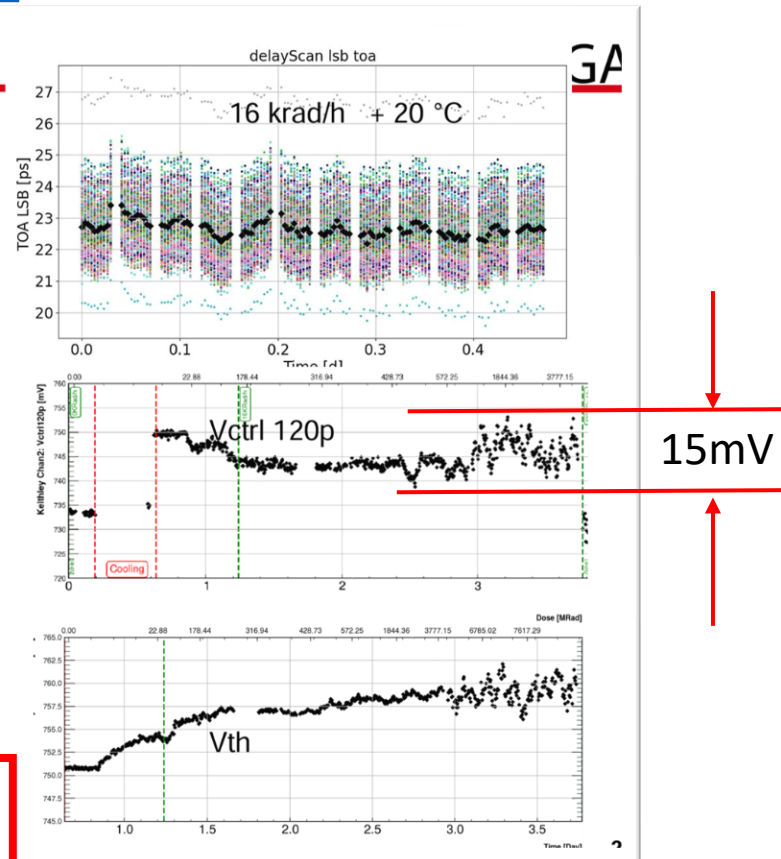 GA
delayScan lsb toa
16 krad/h + 20 °C
TOA LSB [ps]
27
26
25
24
23
22
21
20
0.0 0.1 0.2 0.3 0.4
Time [d]
0.00 22.88 178.44 316.94 428.73 572.25 1844.36 3777.15
Keithley Chan2: Vctrl120p [mV]
760
755
750
745
740
735
730
725
720
Vctrl 120p
15mV
Cooling
0 1 2 3
Dose [MRad]
0.00 22.88 178.44 316.94 428.73 572.25 1844.36 3777.15 6785.02 7617.29
765.0
762.5
760.0
757.5
755.0
752.5
750.0
747.5
745.0
Vth
1.0 1.5 2.0 2.5 3.0 3.5
Time [Day]